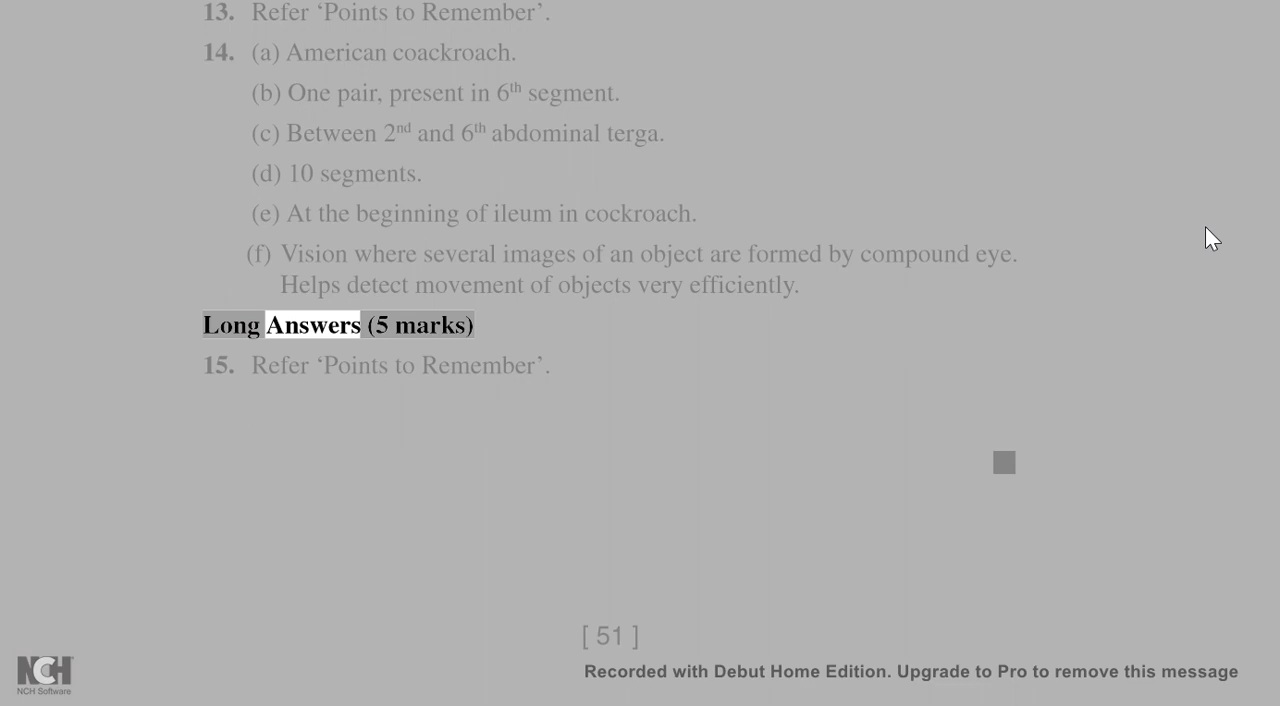 13. Refer ‘Points to Remember’.
14. (a) American coackroach.
(b) One pair, present in 6th segment.
(c) Between 2nd and 6th abdominal terga.
(d) 10 segments.
(e) At the beginning of ileum in cockroach.
(f) Vision where several images of an object are formed by compound eye.
Helps detect movement of objects very efficiently.
Long Answers (5 marks)
15. Refer ‘Points to Remember’.
[ 51 ]
NCH
NCH Software
Recorded with Debut Home Edition. Upgrade to Pro to remove this message